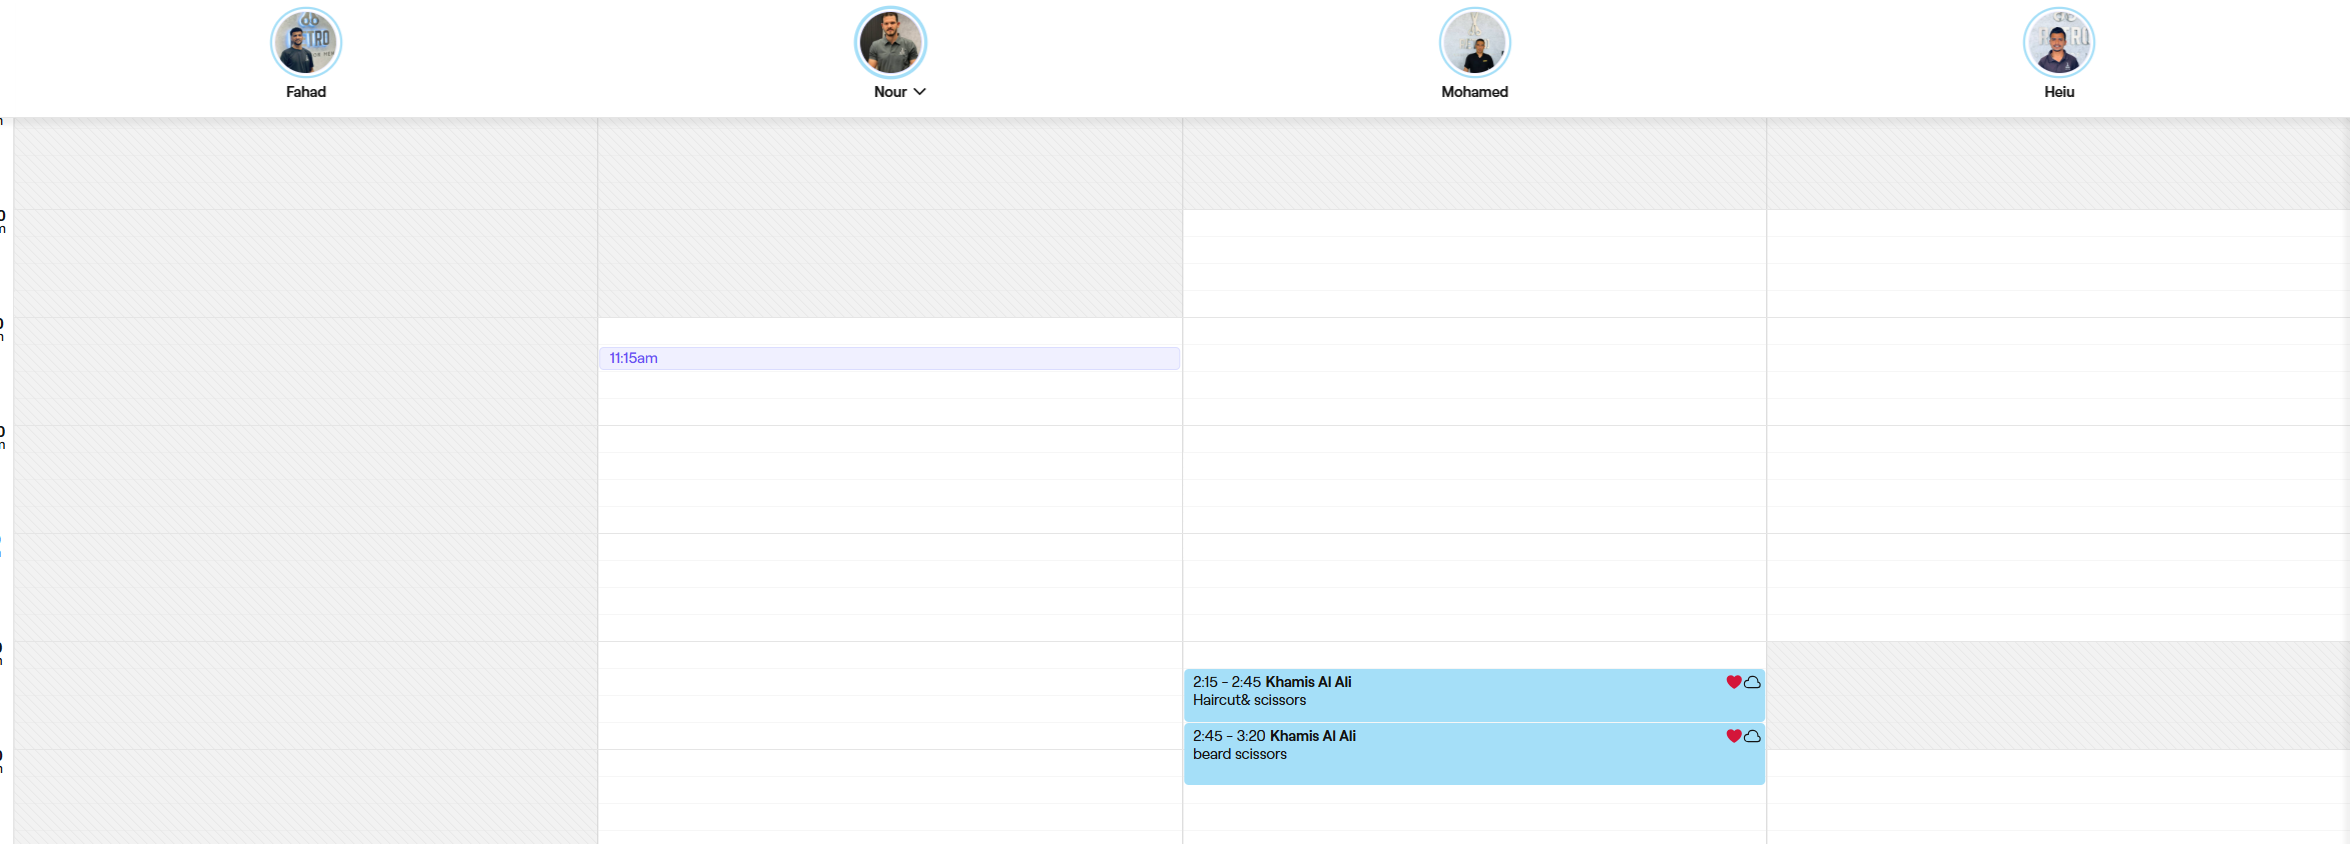 Fahad
Nour
Mohamed
Heiu
11:15am
2:15 - 2:45 Khamis Al Ali
Haircut& scissors
2:45 - 3:20 Khamis Al Ali
beard scissors